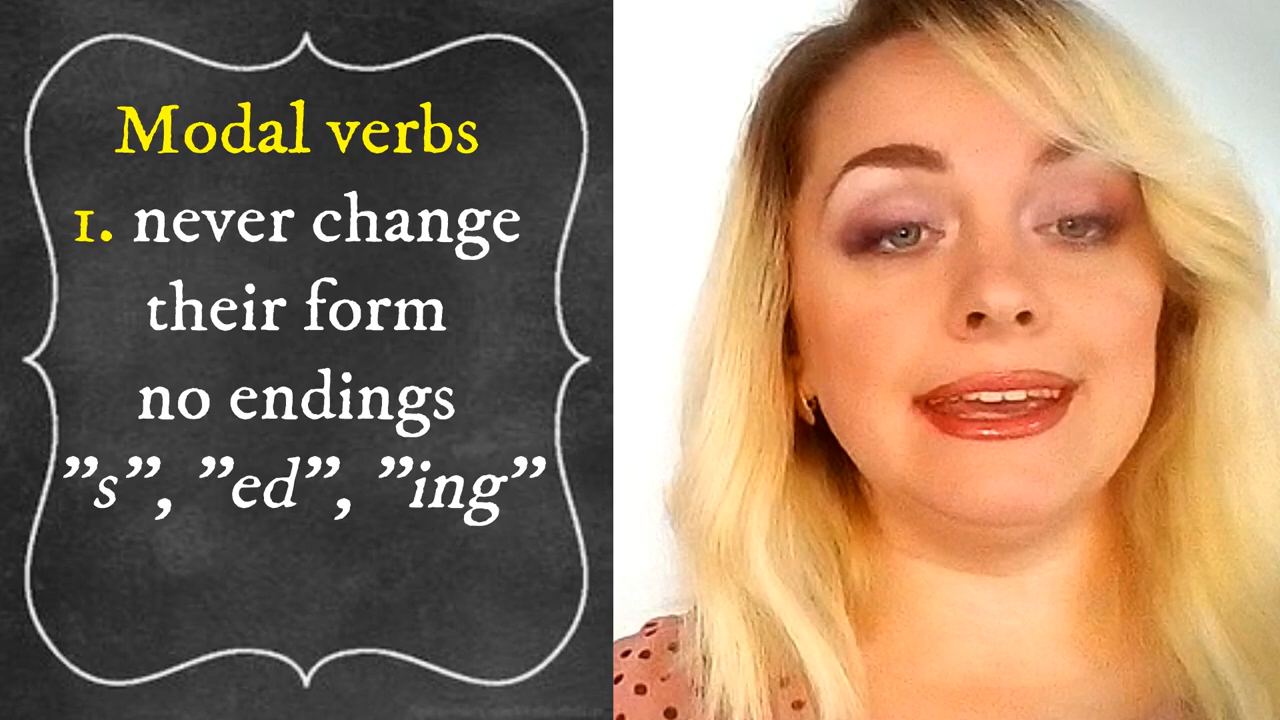 Modal verbs
1. never change
their form
no endings
"s", "ed", "ing"